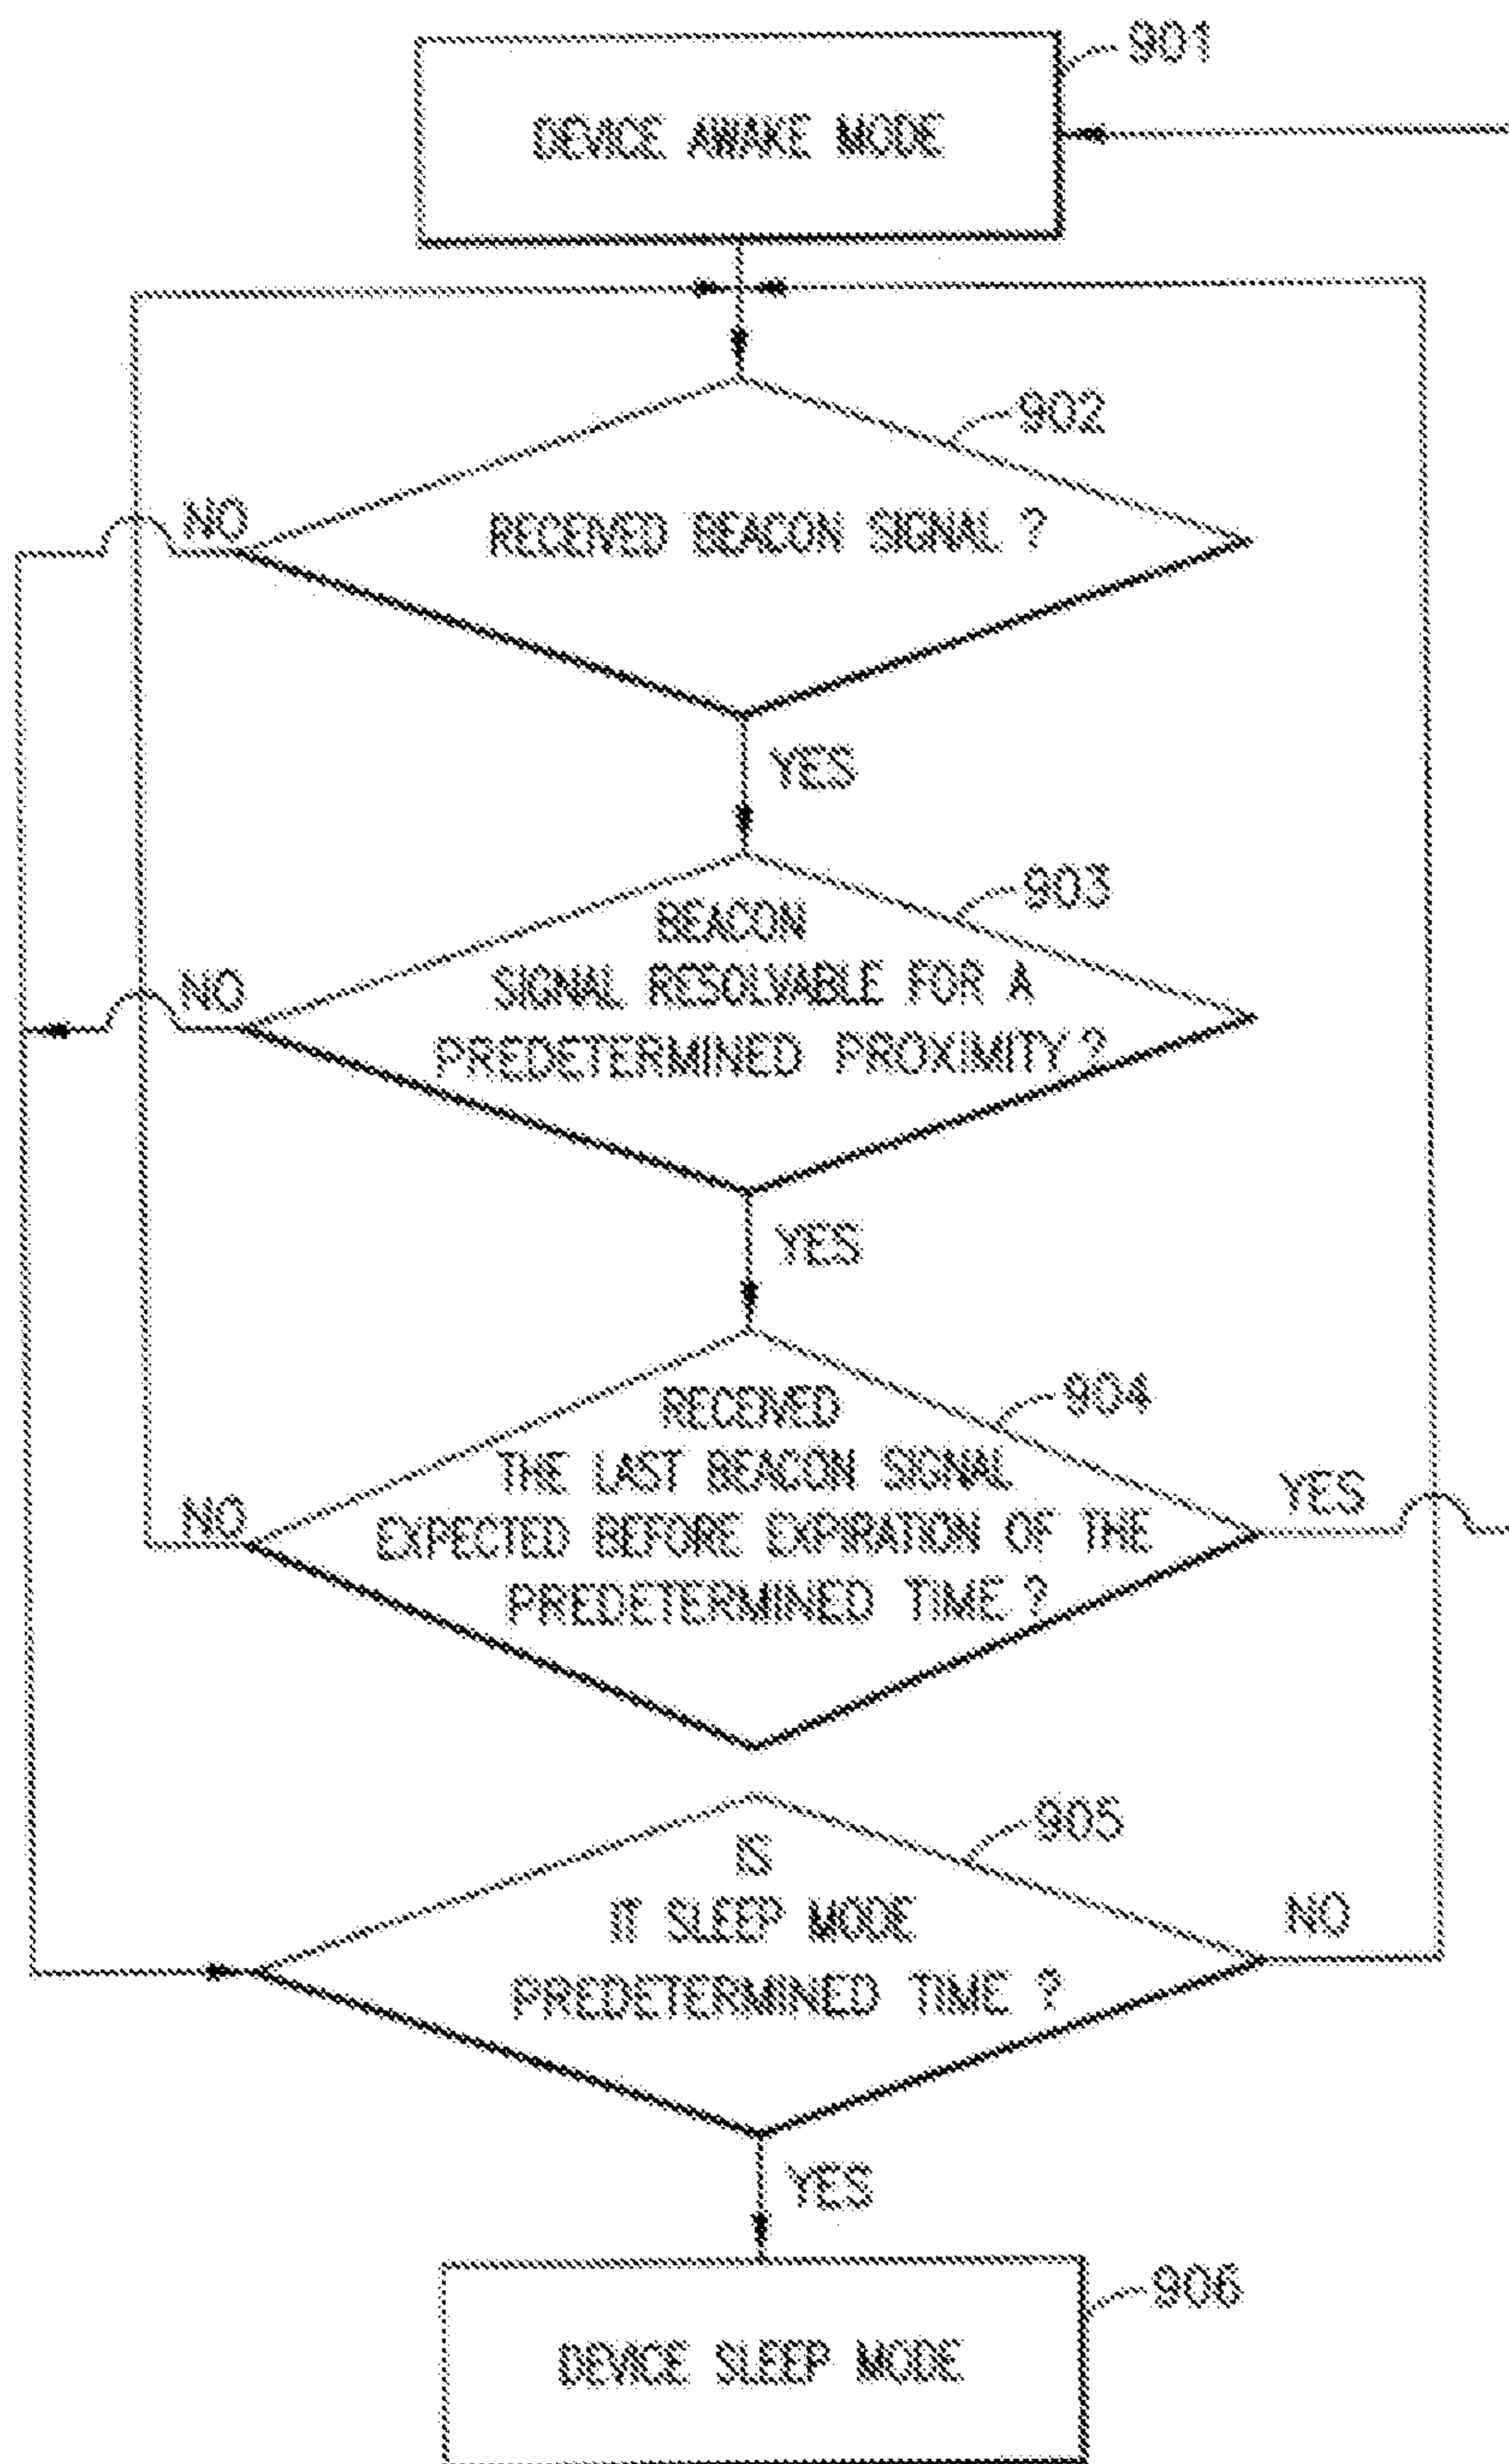 901
DEVICE AWAKE MODE
902
NO
RECEIVED BEACON SIGNAL ?
YES
903
BEACON
NO
SIGNAL RESOLVABLE FOR A
PREDETERMINED PROXIMITY ?
YES
904
RECEIVED
THE LAST BEACON SIGNAL
YES
NO
EXPECTED BEFORE EXPIRATION OF THE
PREDETERMINED TIME ?
905
IS
IT SLEEP MODE
NO
PREDETERMINED TIME ?
YES
906
DEVICE SLEEP MODE